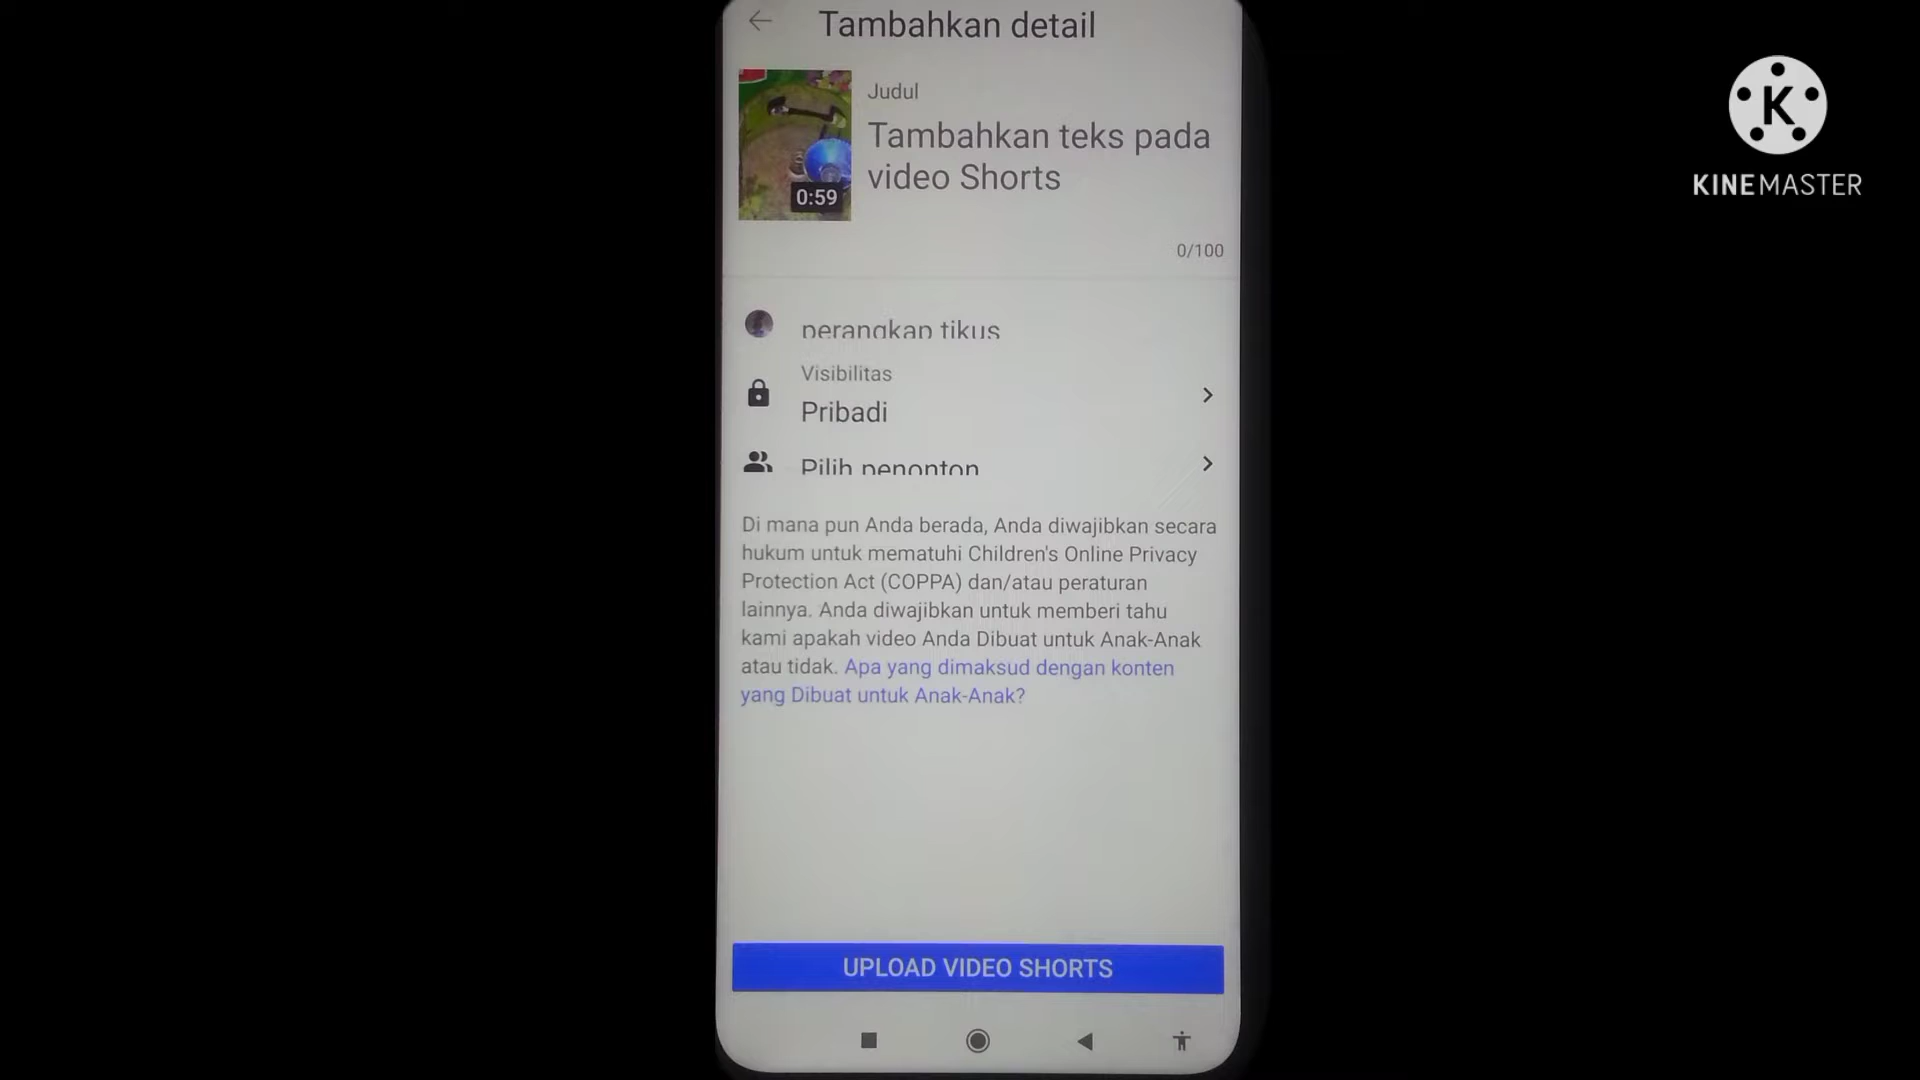 Tambahkan detail
Judul
Tambahkan teks pada
video Shorts
0:59
0/100
perangkap tikus
Visibilitas
Pribadi
Pilih penonton
Di mana pun Anda berada, Anda diwajibkan secara
hukum untuk mematuhi Children's Online Privacy
Protection Act (COPPA) dan/atau peraturan
lainnya. Anda diwajibkan untuk memberi tahu
kami apakah video Anda Dibuat untuk Anak-Anak
atau tidak. Apa yang dimaksud dengan konten
yang Dibuat untuk Anak-Anak?
UPLOAD VIDEO SHORTS
K
KINEMASTER